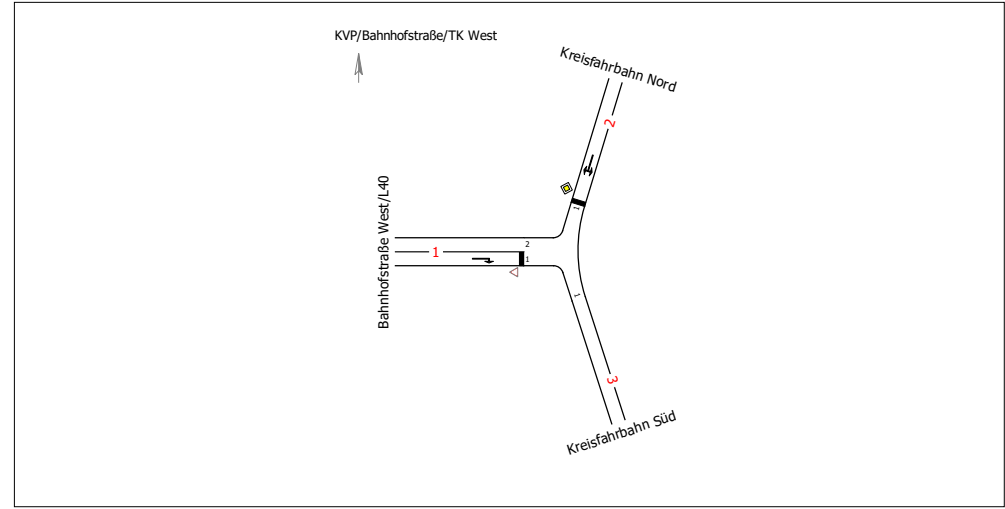 KVP/Bahnhofstraße/TK West
Kreisfahrbahn Nord
2
1
Bahnhofstraße West/L40
1
2
1
1
3
Kreisfahrbahn Süd